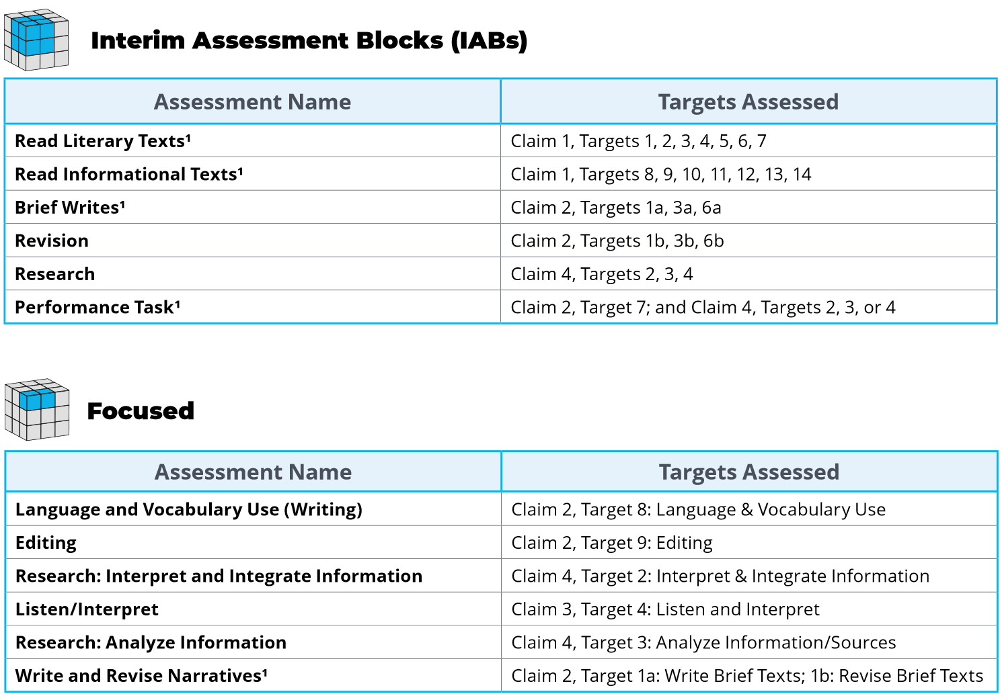 Interim Assessment Blocks (IABs)
Assessment Name Targets Assessed
Read Literary Texts¹ Claim 1, Targets 1, 2, 3, 4, 5, 6, 7
Read Informational Texts¹ Claim 1, Targets 8, 9, 10, 11, 12, 13, 14
Brief Writes¹ Claim 2, Targets 1a, 3a, 6a
Revision Claim 2, Targets 1b, 3b, 6b
Research Claim 4, Targets 2, 3, 4
Performance Task¹ Claim 2, Target 7; and Claim 4, Targets 2, 3, or 4
Focused
Assessment Name Targets Assessed
Language and Vocabulary Use (Writing) Claim 2, Target 8: Language & Vocabulary Use
Editing Claim 2, Target 9: Editing
Research: Interpret and Integrate Information Claim 4, Target 2: Interpret & Integrate Information
Listen/Interpret Claim 3, Target 4: Listen and Interpret
Research: Analyze Information Claim 4, Target 3: Analyze Information/Sources
Write and Revise Narratives¹ Claim 2, Target 1a: Write Brief Texts; 1b: Revise Brief Texts